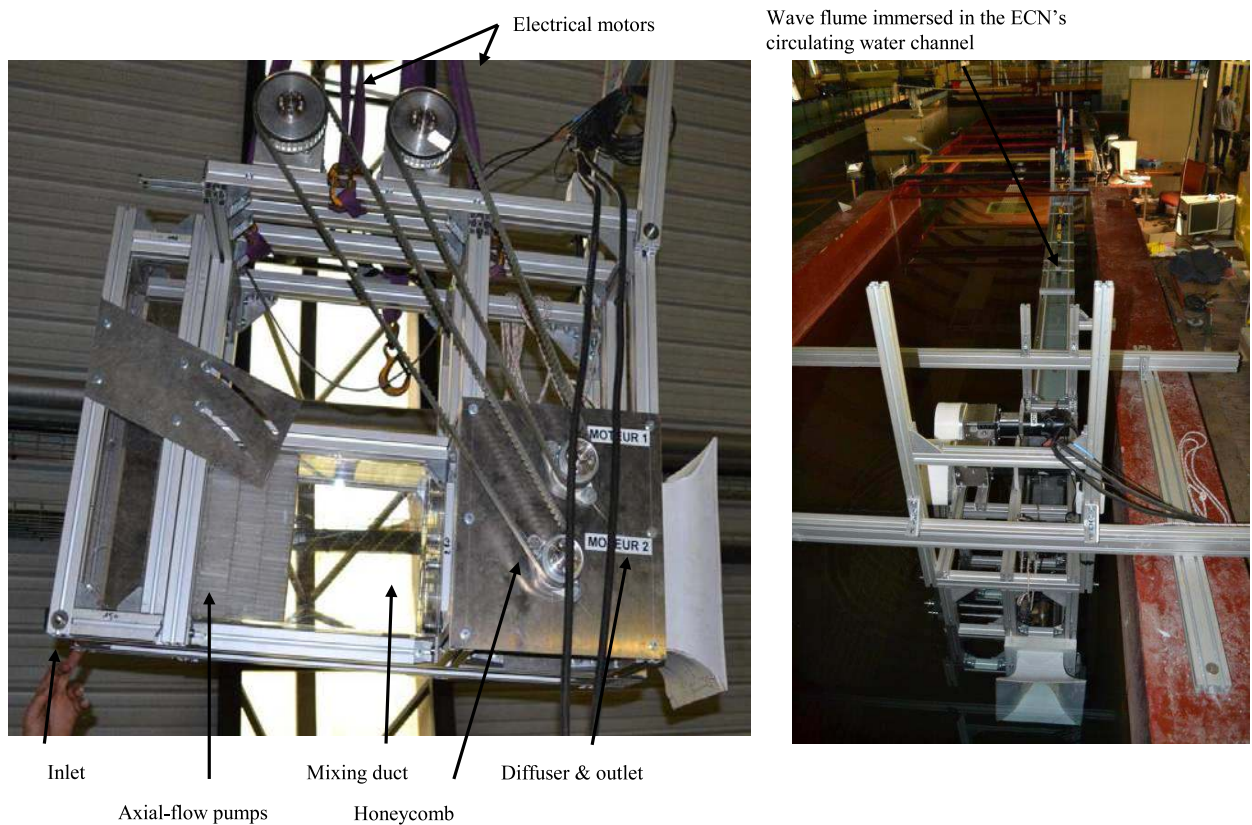 Electrical motors
Wave flume immersed in the ECN's
circulating water channel
MOTEUR 1
MOTEUR 2
Inlet
Mixing duct
Diffuser & outlet
Axial-flow pumps
Honeycomb